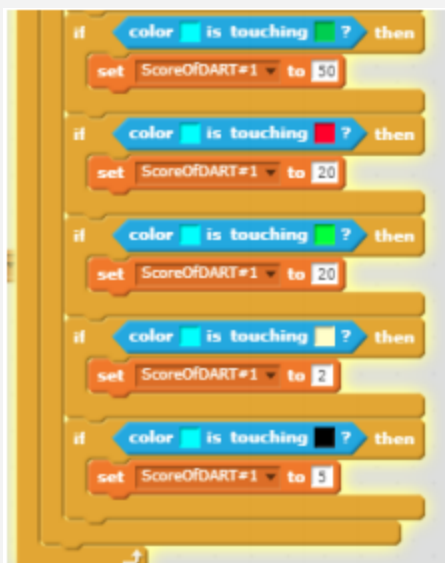 if color is touching ? then
set ScoreOfDART#1 to 50
if color is touching ? then
set ScoreOfDART#1 to 20
if color is touching ? then
set ScoreOfDART#1 to 20
if color is touching ? then
set ScoreOfDART#1 to 2
if color is touching ? then
set ScoreOfDART#1 to 5